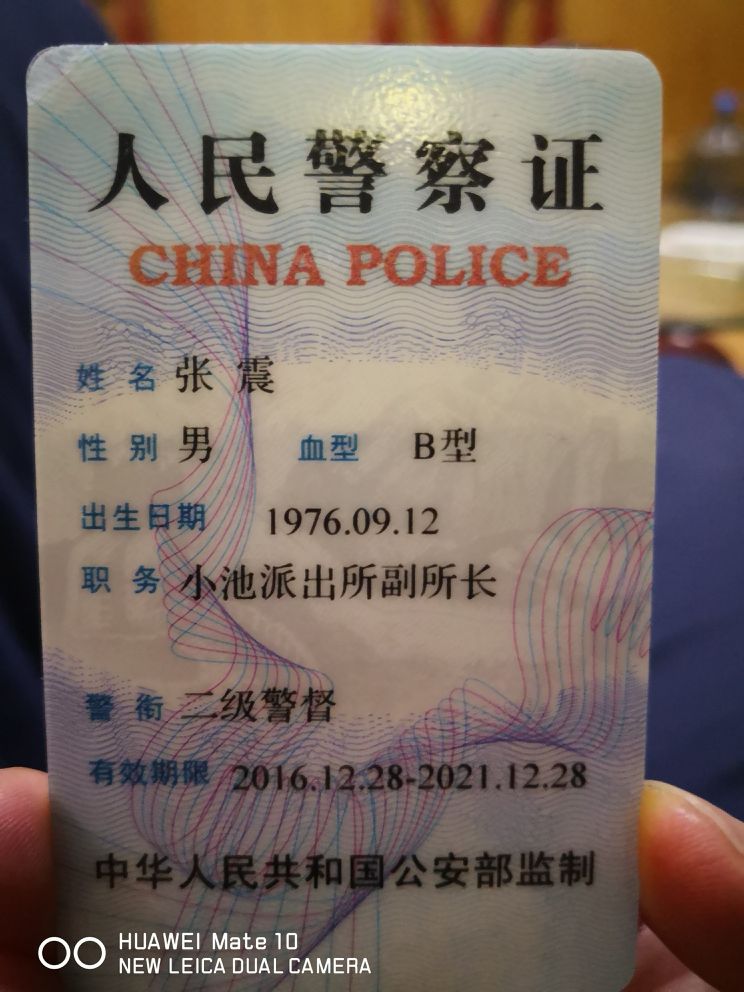 人民警察证
CHINA POLICE
姓名 张震
性别 男 血型 B型
出生日期 1976.09.12
职务 小池派出所副所长
警衔 二级警督
有效期限 2016.12.28-2021.12.28
中华人民共和国公安部监制
HUAWEI Mate 10
NEW LEICA DUAL CAMERA